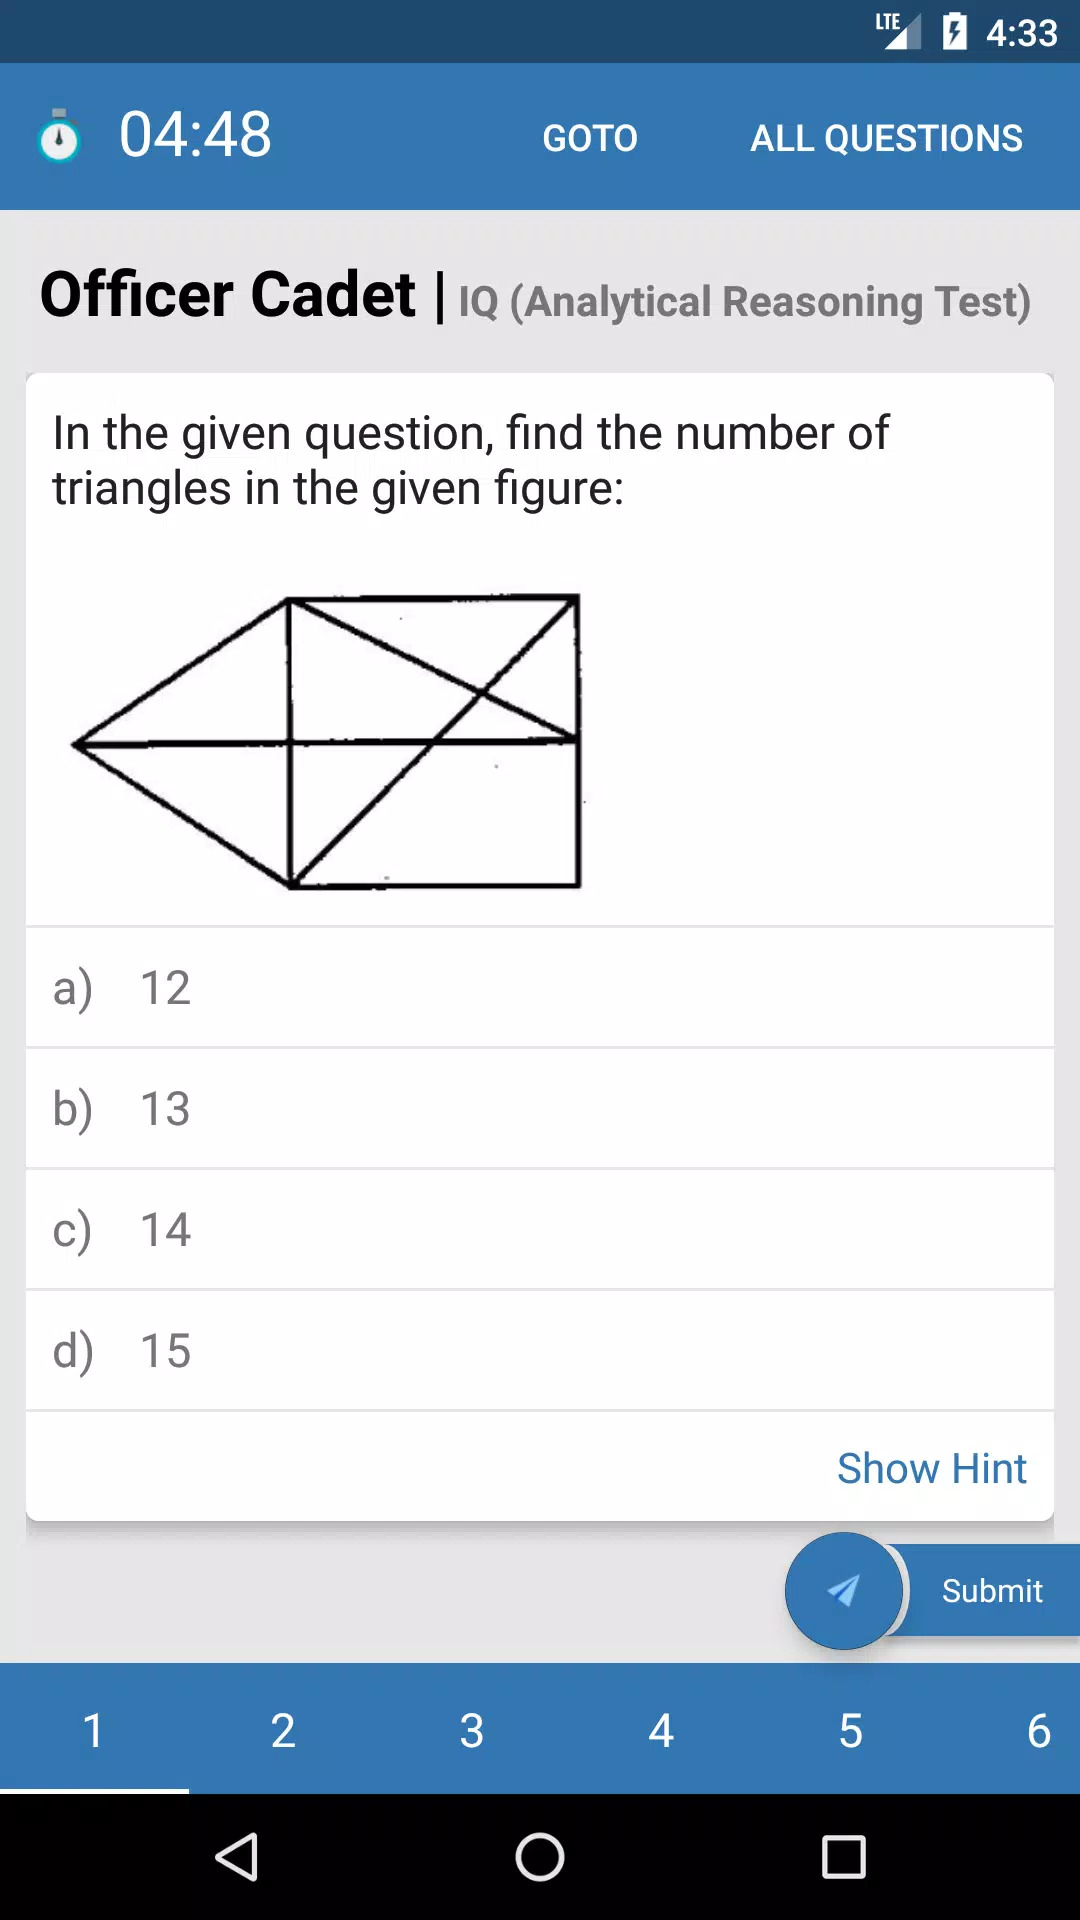 LTE 4:33
04:48 GOTO ALL QUESTIONS
Officer Cadet | IQ (Analytical Reasoning Test)
In the given question, find the number of
triangles in the given figure:
a) 12
b) 13
c) 14
d) 15
Show Hint
Submit
1 2 3 4 5 6